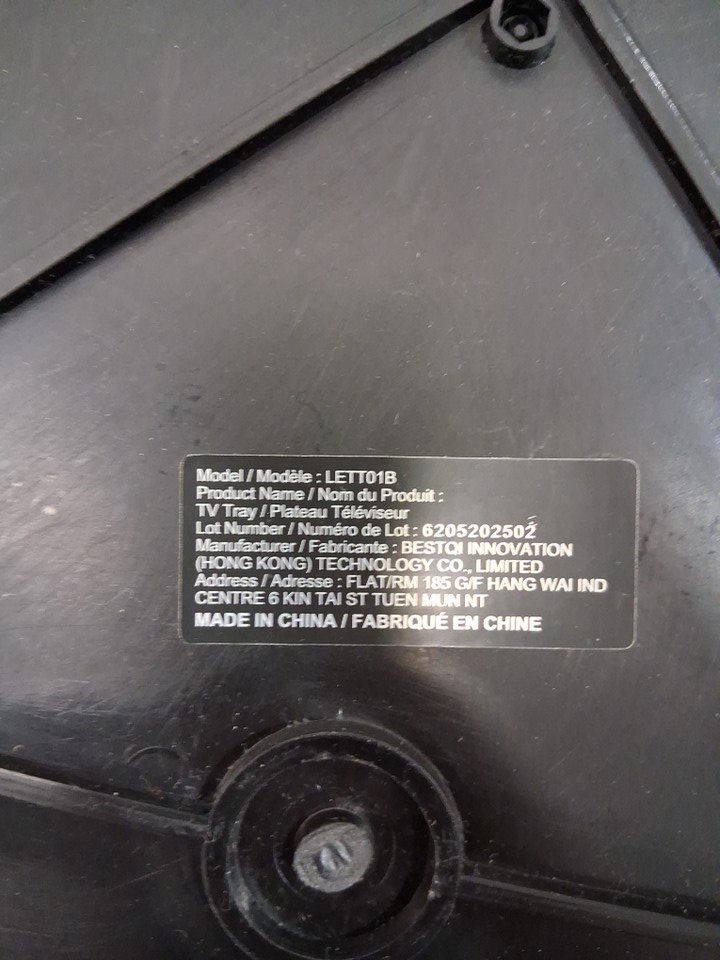 Model / Modèle : LETT01B
Product Name / Nom du Produit :
TV Tray / Plateau Téléviseur
Lot Number / Numéro de Lot : 6205202502
Manufacturer / Fabricante : BESTQI INNOVATION
(HONG KONG) TECHNOLOGY CO., LIMITED
Address / Adresse : FLAT/RM 185 G/F HANG WAI IND
CENTRE 6 KIN TAI ST TUEN MUN NT
MADE IN CHINA / FABRIQUÉ EN CHINE